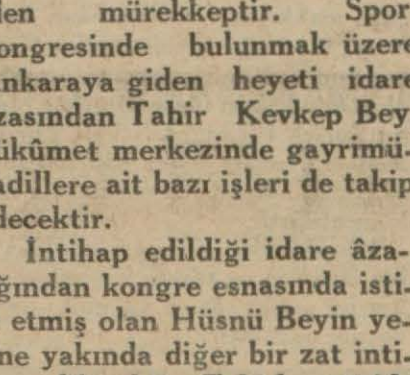 len mürekkeptir. Spor
ongresinde bulunmak üzere
nkaraya giden heyeti idare
zasından Tahir Kevkep Bey
ükûmet merkezinde gayrimü-
adillere ait bazı işleri de takip
decektir.
İntihap edildiği idare âza-
ğından kongre esnasında isti-
etmiş olan Hüsnü Beyin ye-
ne yakında diğer bir zat inti-